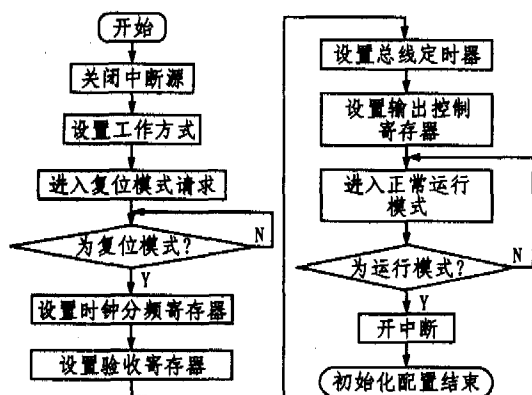 开始
关闭中断源
设置工作方式
进入复位模式请求
为复位模式?
N
Y
设置时钟分频寄存器
设置验收寄存器
设置总线定时器
设置输出控制
寄存器
进入正常运行
模式
为运行模式?
N
Y
开中断
初始化配置结束